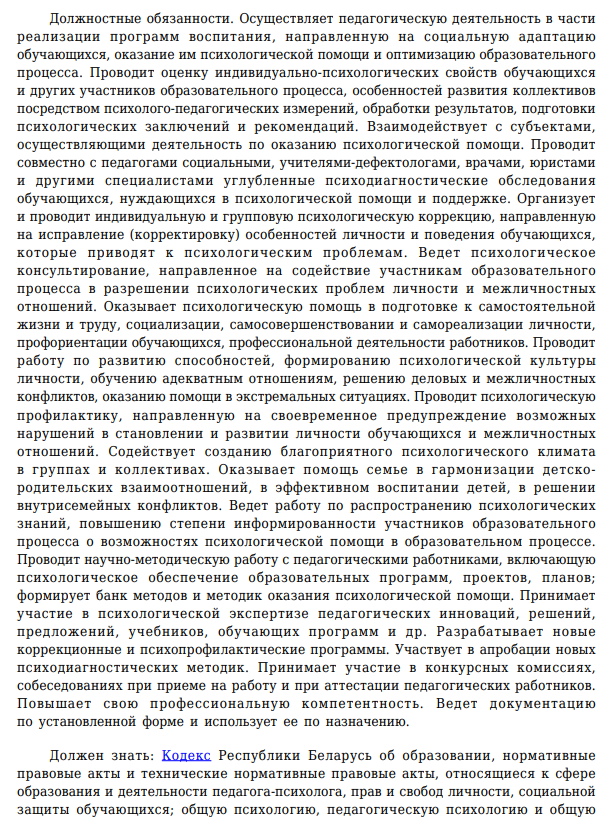 Должностные обязанности. Осуществляет педагогическую деятельность в части
реализации программ воспитания, направленную на социальную адаптацию
обучающихся, оказание им психологической помощи и оптимизацию образовательного
процесса. Проводит оценку индивидуально-психологических свойств обучающихся
и других участников образовательного процесса, особенностей развития коллективов
посредством психолого-педагогических измерений, обработки результатов, подготовки
психологических заключений и рекомендаций. Взаимодействует с субъектами,
осуществляющими деятельность по оказанию психологической помощи. Проводит
совместно с педагогами социальными, учителями-дефектологами, врачами, юристами
и другими специалистами углубленные психодиагностические обследования
обучающихся, нуждающихся в психологической помощи и поддержке. Организует
и проводит индивидуальную и групповую психологическую коррекцию, направленную
на исправление (корректировку) особенностей личности и поведения обучающихся,
которые приводят к психологическим проблемам. Ведет психологическое
консультирование, направленное на содействие участникам образовательного
процесса в разрешении психологических проблем личности и межличностных
отношений. Оказывает психологическую помощь в подготовке к самостоятельной
жизни и труду, социализации, самосовершенствовании и самореализации личности,
профориентации обучающихся, профессиональной деятельности работников. Проводит
работу по развитию способностей, формированию психологической культуры
личности, обучению адекватным отношениям, решению деловых и межличностных
конфликтов, оказанию помощи в экстремальных ситуациях. Проводит психологическую
профилактику, направленную на своевременное предупреждение возможных
нарушений в становлении и развитии личности обучающихся и межличностных
отношений. Содействует созданию благоприятного психологического климата
в группах и коллективах. Оказывает помощь семье в гармонизации детско-
родительских взаимоотношений, в эффективном воспитании детей, в решении
внутрисемейных конфликтов. Ведет работу по распространению психологических
знаний, повышению степени информированности участников образовательного
процесса о возможностях психологической помощи в образовательном процессе.
Проводит научно-методическую работу с педагогическими работниками, включающую
психологическое обеспечение образовательных программ, проектов, планов;
формирует банк методов и методик оказания психологической помощи. Принимает
участие в психологической экспертизе педагогических инноваций, решений,
предложений, учебников, обучающих программ и др. Разрабатывает новые
коррекционные и психопрофилактические программы. Участвует в апробации новых
психодиагностических методик. Принимает участие в конкурсных комиссиях,
собеседованиях при приеме на работу и при аттестации педагогических работников.
Повышает свою профессиональную компетентность. Ведет документацию
по установленной форме и использует ее по назначению.
Должен знать: Кодекс Республики Беларусь об образовании, нормативные
правовые акты и технические нормативные правовые акты, относящиеся к сфере
образования и деятельности педагога-психолога, прав и свобод личности, социальной
защиты обучающихся; общую психологию, педагогическую психологию и общую